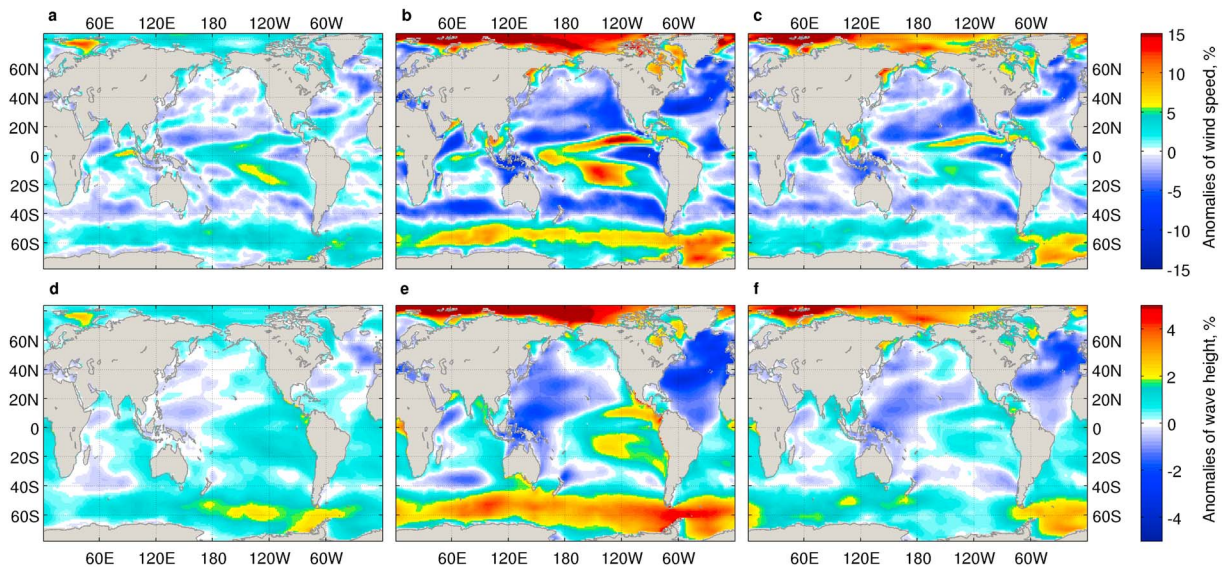 a b c
60E 120E 180 120W 60W 60E 120E 180 120W 60W 60E 120E 180 120W 60W
60N 60N 15
40N 40N 10
20N 20N 5
0 0 0
20S 20S -5
40S 40S -10
60S 60S -15
Anomalies of wind speed, %
d e f
60N 60N 4
40N 40N 2
20N 20N
0 0 0
20S 20S
40S 40S -2
60S 60S -4
Anomalies of wave height, %
60E 120E 180 120W 60W 60E 120E 180 120W 60W 60E 120E 180 120W 60W